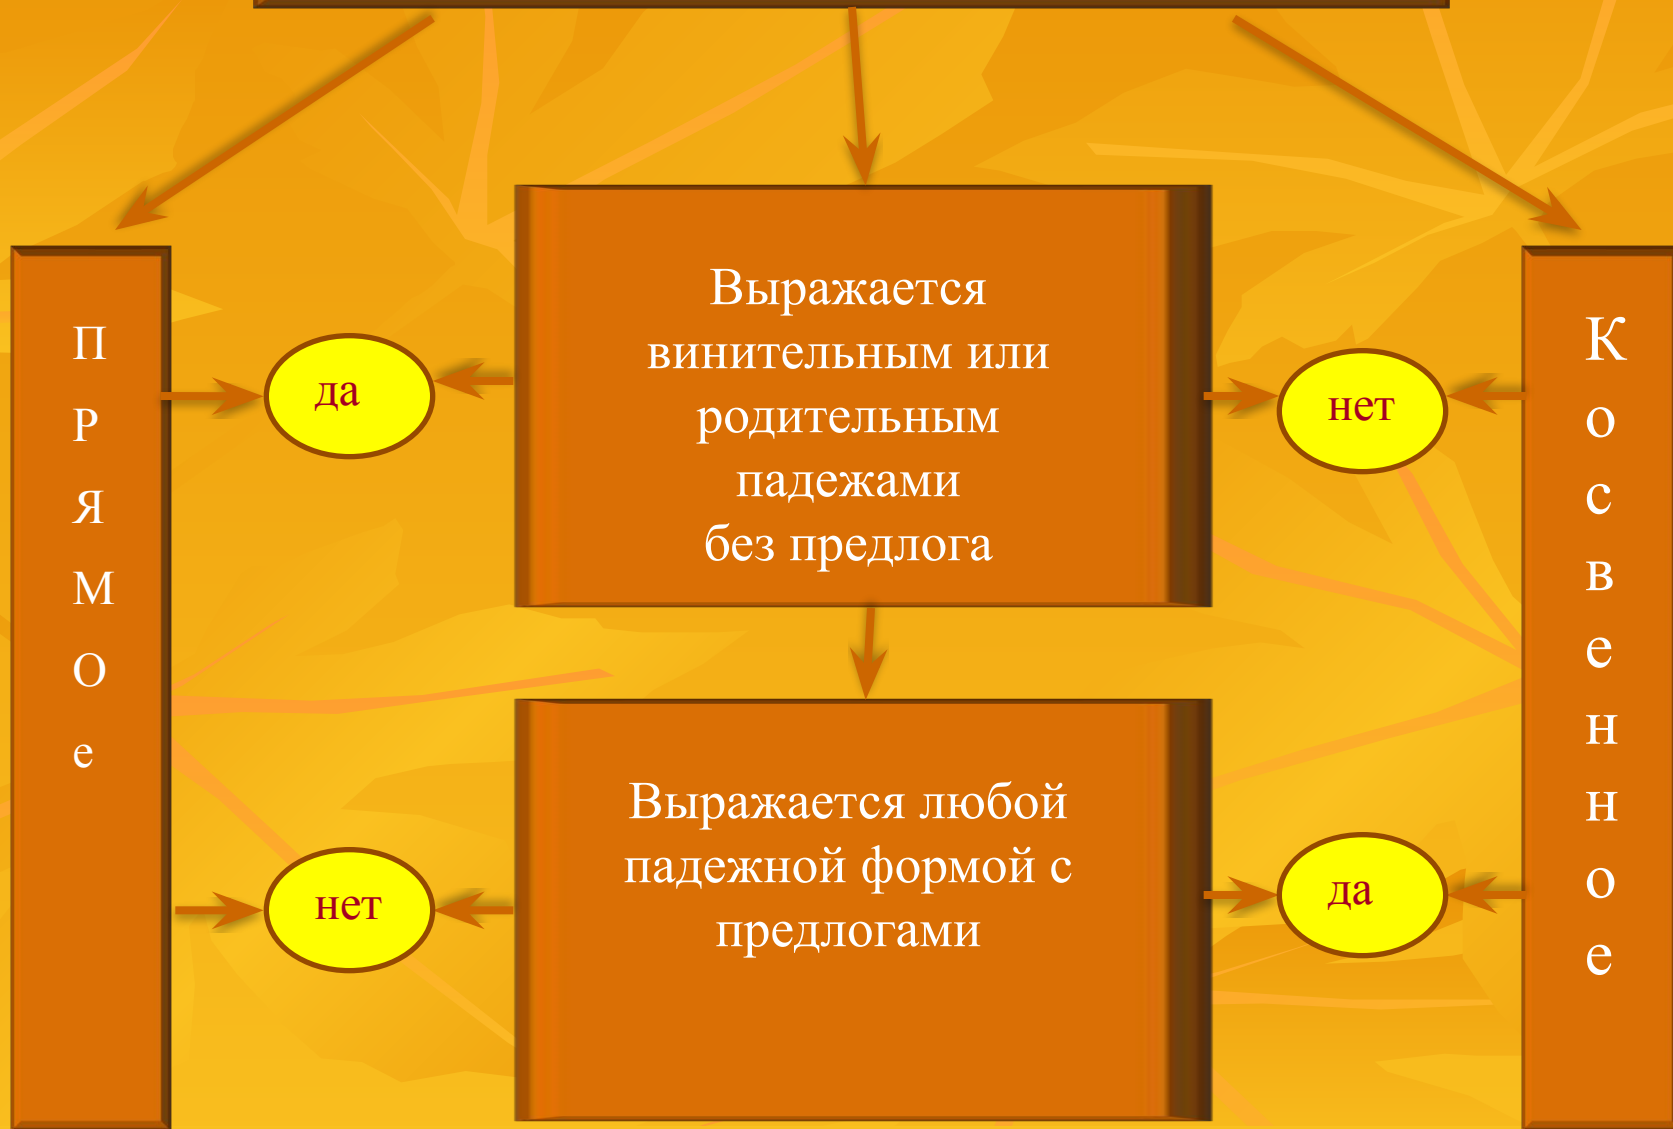 П
Р
Я
М
О
е
да
нет
Выражается
винительным или
родительным
падежами
без предлога
Выражается любой
падежной формой с
предлогами
нет
да
К
о
с
в
е
н
н
о
е